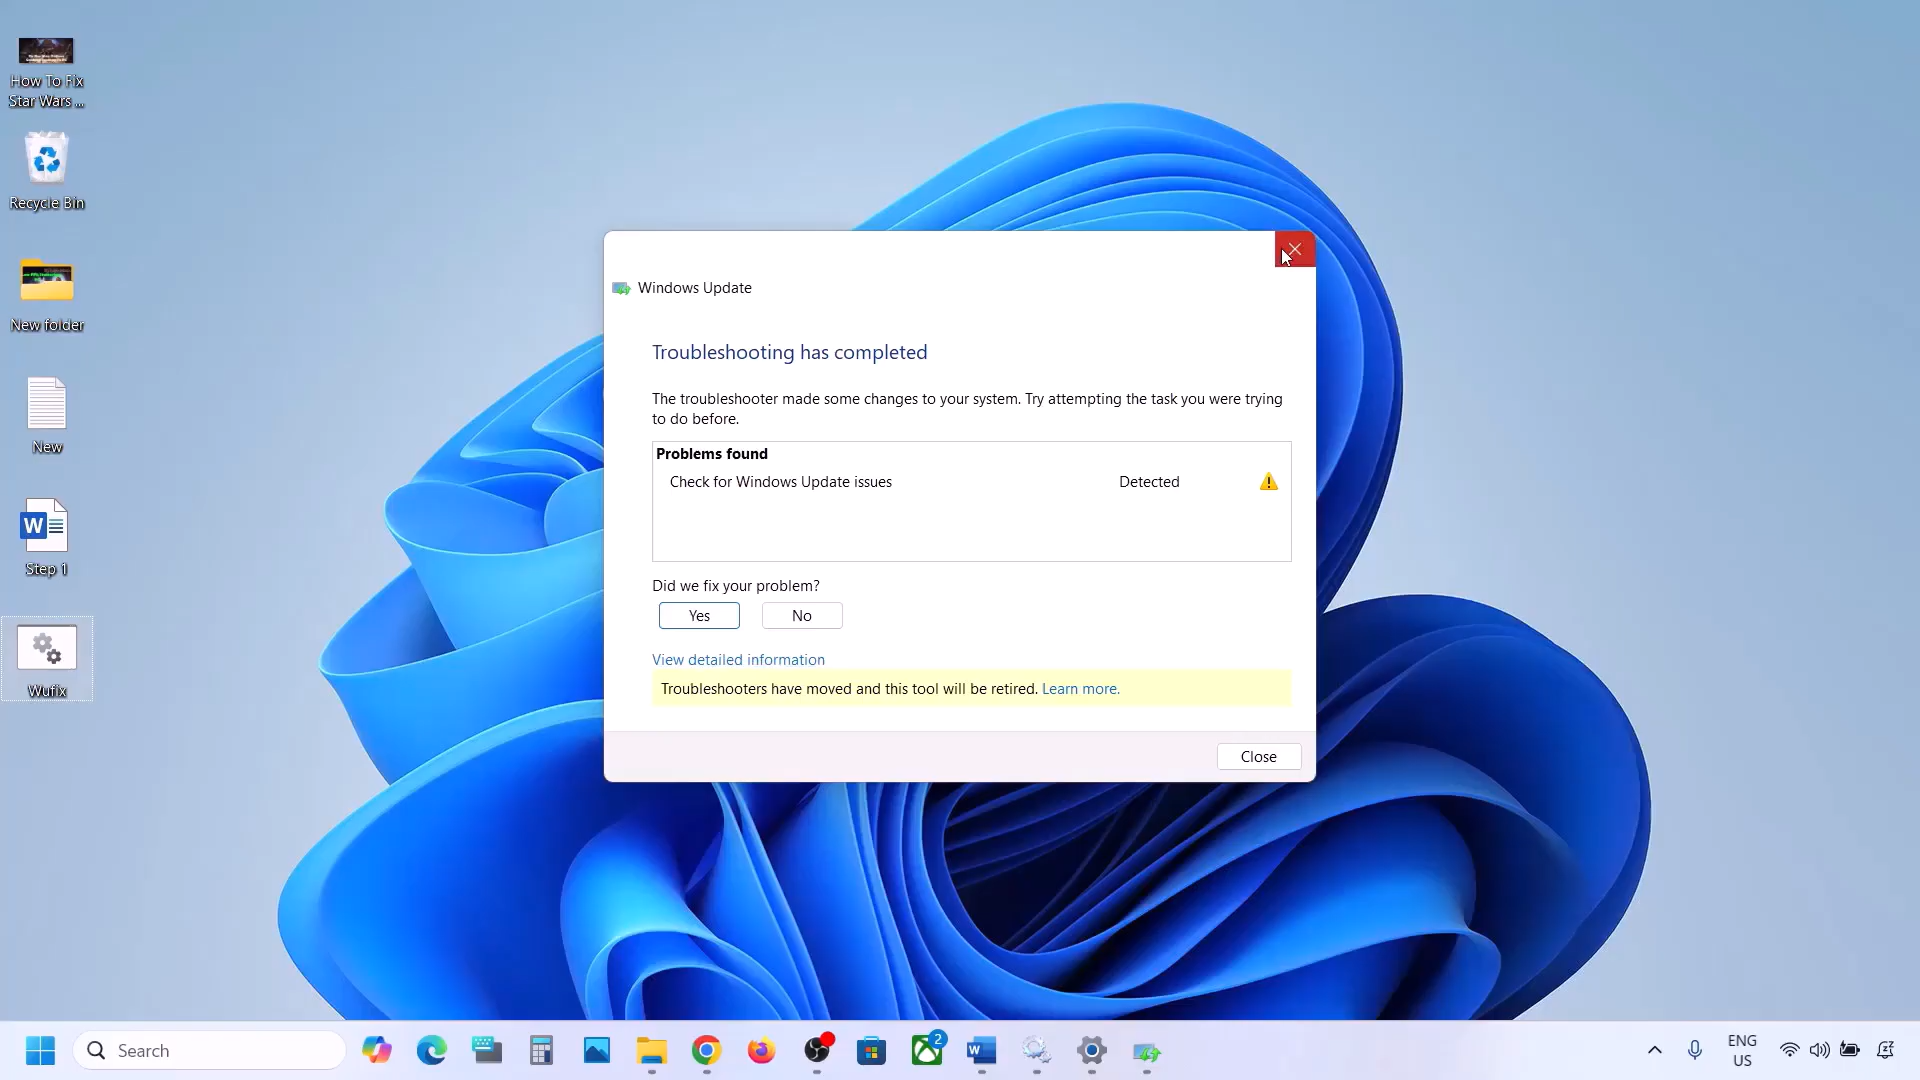 How To Fix
Star Wars ...
Recycle Bin
New folder
New
Step 1
Wufix
Windows Update
Troubleshooting has completed
The troubleshooter made some changes to your system. Try attempting the task you were trying
to do before.
Problems found
Check for Windows Update issues Detected
Did we fix your problem?
Yes No
View detailed information
Troubleshooters have moved and this tool will be retired. Learn more.
Close
Search
2
ENG
US